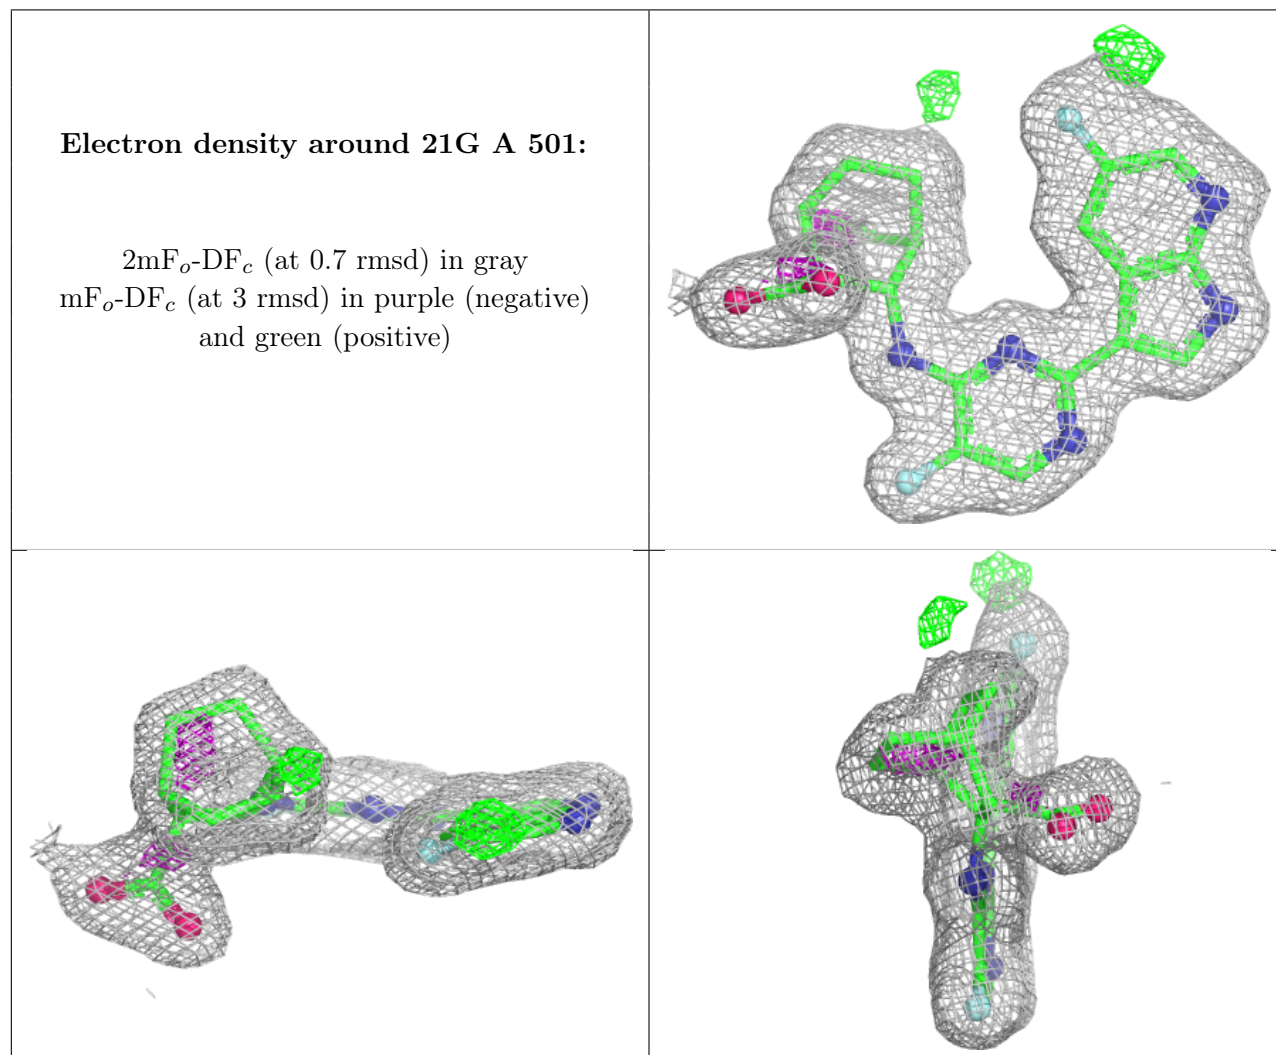 Electron density around 21G A 501:
2mFo-DFc (at 0.7 rmsd) in gray
mFo-DFc (at 3 rmsd) in purple (negative)
and green (positive)